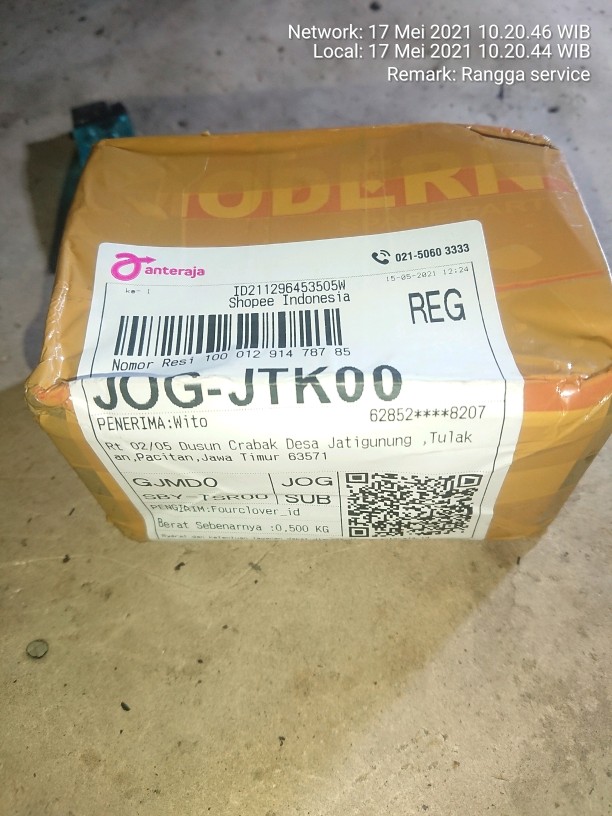 Network: 17 Mei 2021 10.20.46 WIB
Local: 17 Mei 2021 10.20.44 WIB
Remark: Rangga service
MODERN
anteraja
021-5060 3333
15-05-2021 12:24
ke- 1
ID211296453505W
Shopee Indonesia
REG
Nomor Resi 100 012 914 787 85
JOG-JTK00
PENERIMA:Wito
62852****8207
Rt 02/05 Dusun Crabak Desa Jatigunung ,Tulak
an,Pacitan,Jawa Timur 63571
GJMD0
JOG
SBY-TSR00
SUB
PENGIRIM:Fourclover_id
Berat Sebenarnya :0,500 KG